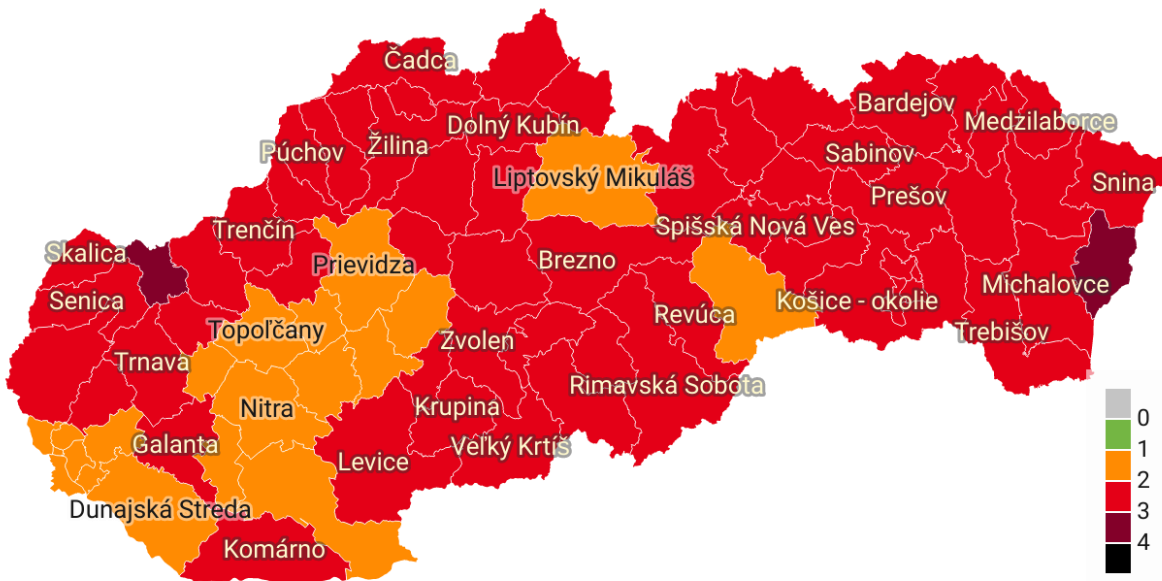 Čadca
Bardejov
Medzilaborce
Dolný Kubín
Žilina
Púchov
Sabinov
Liptovský Mikuláš
Snina
Prešov
Trenčín
Spišská Nová Ves
Skalica
Prievidza
Brezno
Michalovce
Senica
Košice - okolie
Revúca
Topoľčany
Trebišov
Zvolen
Trnava
Rimavská Sobota
Nitra
Krupina
Galanta
Veľký Krtíš
Levice
Dunajská Streda
Komárno
0
1
2
3
4